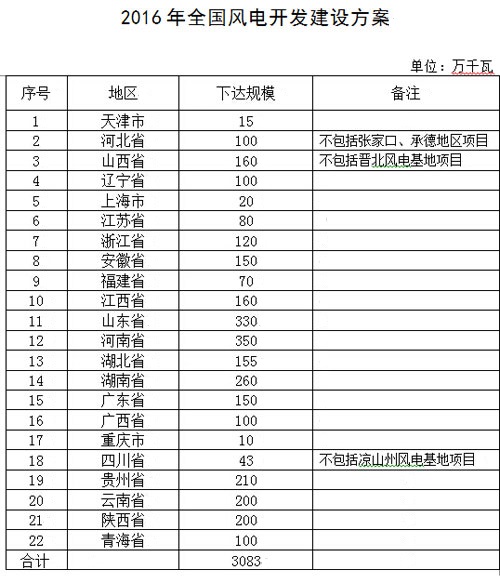 2016年全国风电开发建设方案
单位：万千瓦
序号 地区 下达规模 备注
1 天津市 15
2 河北省 100 不包括张家口、承德地区项目
3 山西省 160 不包括晋北风电基地项目
4 辽宁省 100
5 上海市 20
6 江苏省 80
7 浙江省 120
8 安徽省 150
9 福建省 70
10 江西省 160
11 山东省 330
12 河南省 350
13 湖北省 155
14 湖南省 260
15 广东省 150
16 广西省 100
17 重庆市 10
18 四川省 43 不包括凉山州风电基地项目
19 贵州省 210
20 云南省 200
21 陕西省 200
22 青海省 100
合计 3083